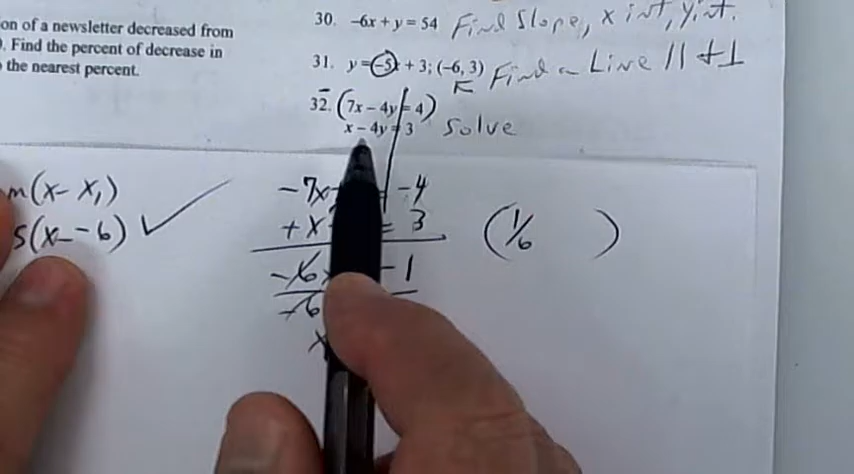 on of a newsletter decreased from
. Find the percent of decrease in
the nearest percent.
30. -6x + y = 54 Find Slope, x int, y int.
31. y = -5x + 3; (-6, 3) Find a Line || + ⊥
32. -(7x - 4y = 4)
x - 4y = 3 Solve
m(x - x₁)
5(x - -6) ✓
-7x = -4
+ x = 3
-6 -1
-6
x
(1/6 )